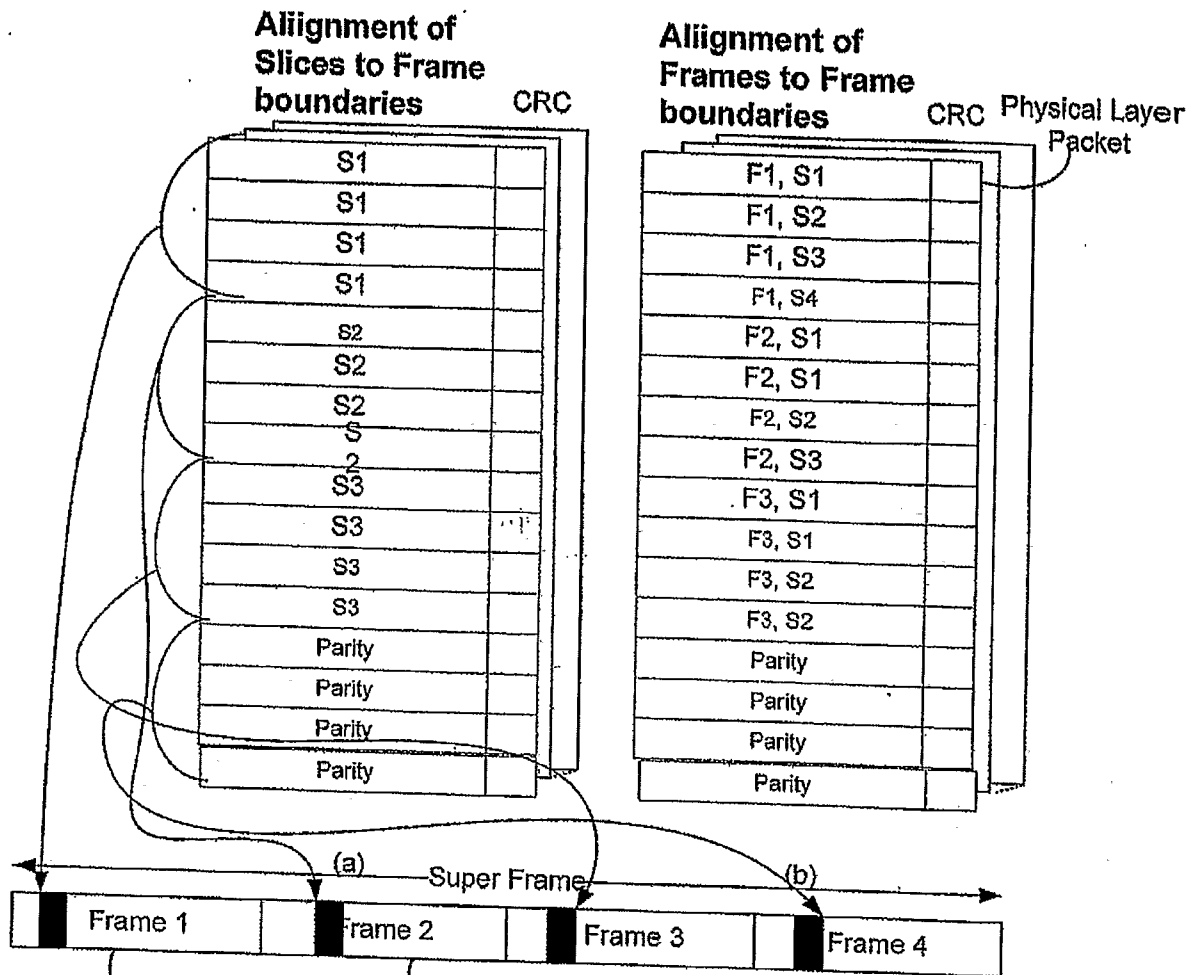 Aliignment of
Slices to Frame
boundaries
CRC
S1
S1
S1
S1
S2
S2
S2
S
2
S3
S3
S3
S3
Parity
Parity
Parity
Parity
Aliignment of
Frames to Frame
boundaries
CRC
Physical Layer
Packet
F1, S1
F1, S2
F1, S3
F1, S4
F2, S1
F2, S1
F2, S2
F2, S3
F3, S1
F3, S1
F3, S2
F3, S2
Parity
Parity
Parity
Parity
(a)
Super Frame
(b)
Frame 1
Frame 2
Frame 3
Frame 4